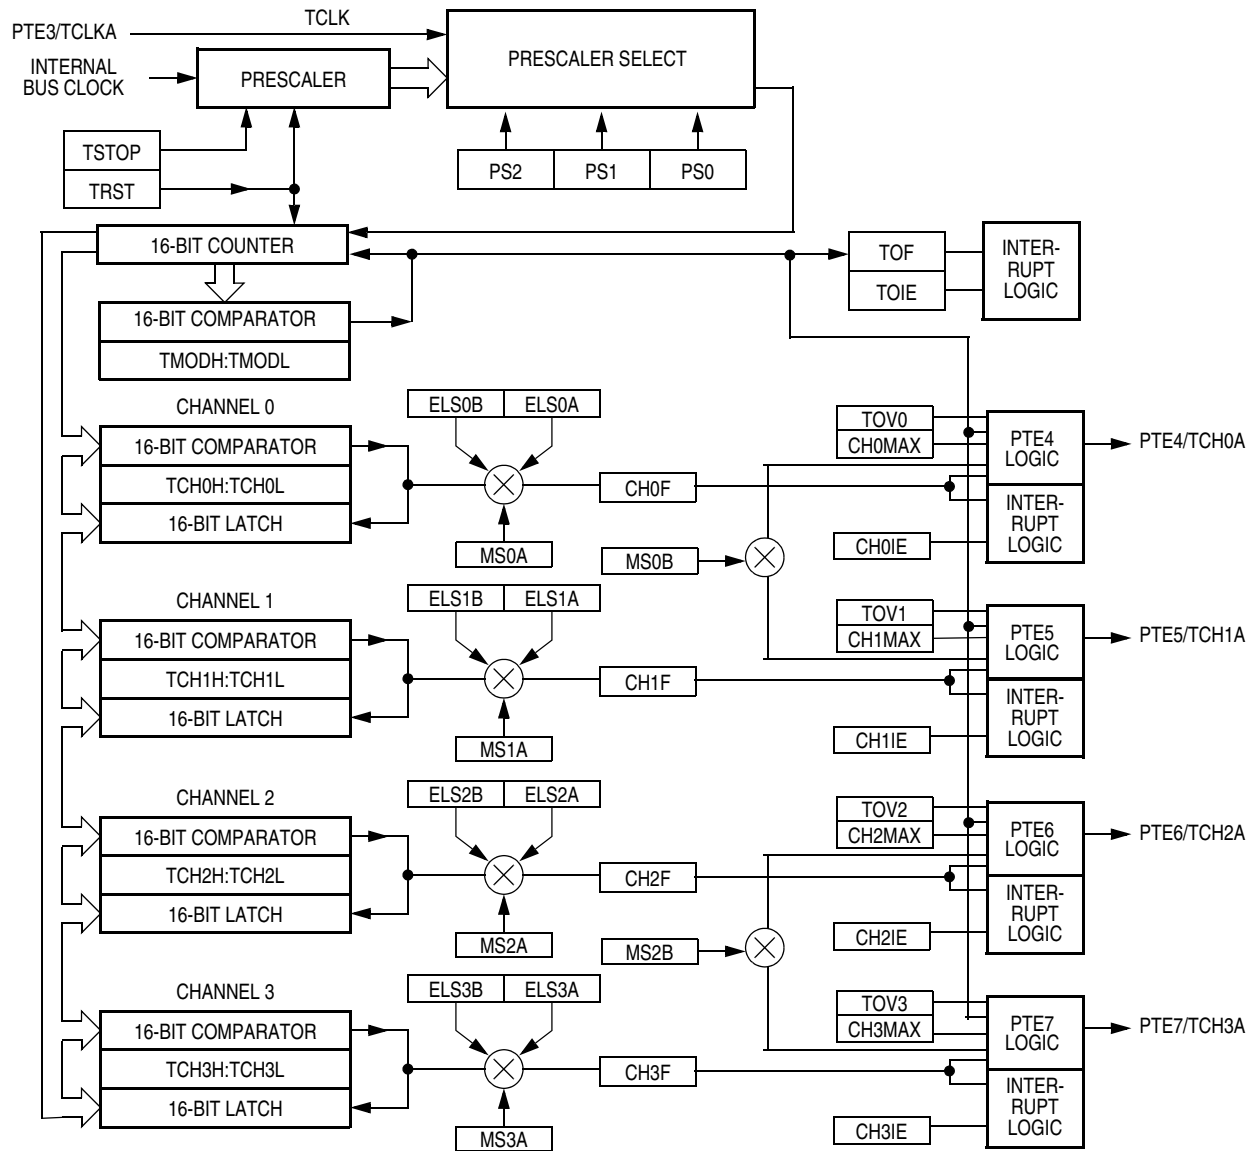 TCLK
PTE3/TCLKA
PRESCALER SELECT
INTERNAL
BUS CLOCK
PRESCALER
TSTOP
TRST
PS2
PS1
PS0
16-BIT COUNTER
TOF
TOIE
INTER-
RUPT
LOGIC
16-BIT COMPARATOR
TMODH:TMODL
CHANNEL 0
ELS0B
ELS0A
16-BIT COMPARATOR
TCH0H:TCH0L
16-BIT LATCH
MS0A
CH0F
MS0B
TOV0
CH0MAX
CH0IE
PTE4
LOGIC
INTER-
RUPT
LOGIC
PTE4/TCH0A
CHANNEL 1
ELS1B
ELS1A
16-BIT COMPARATOR
TCH1H:TCH1L
16-BIT LATCH
MS1A
CH1F
TOV1
CH1MAX
CH1IE
PTE5
LOGIC
INTER-
RUPT
LOGIC
PTE5/TCH1A
CHANNEL 2
ELS2B
ELS2A
16-BIT COMPARATOR
TCH2H:TCH2L
16-BIT LATCH
MS2A
CH2F
MS2B
TOV2
CH2MAX
CH2IE
PTE6
LOGIC
INTER-
RUPT
LOGIC
PTE6/TCH2A
CHANNEL 3
ELS3B
ELS3A
16-BIT COMPARATOR
TCH3H:TCH3L
16-BIT LATCH
MS3A
CH3F
TOV3
CH3MAX
CH3IE
PTE7
LOGIC
INTER-
RUPT
LOGIC
PTE7/TCH3A